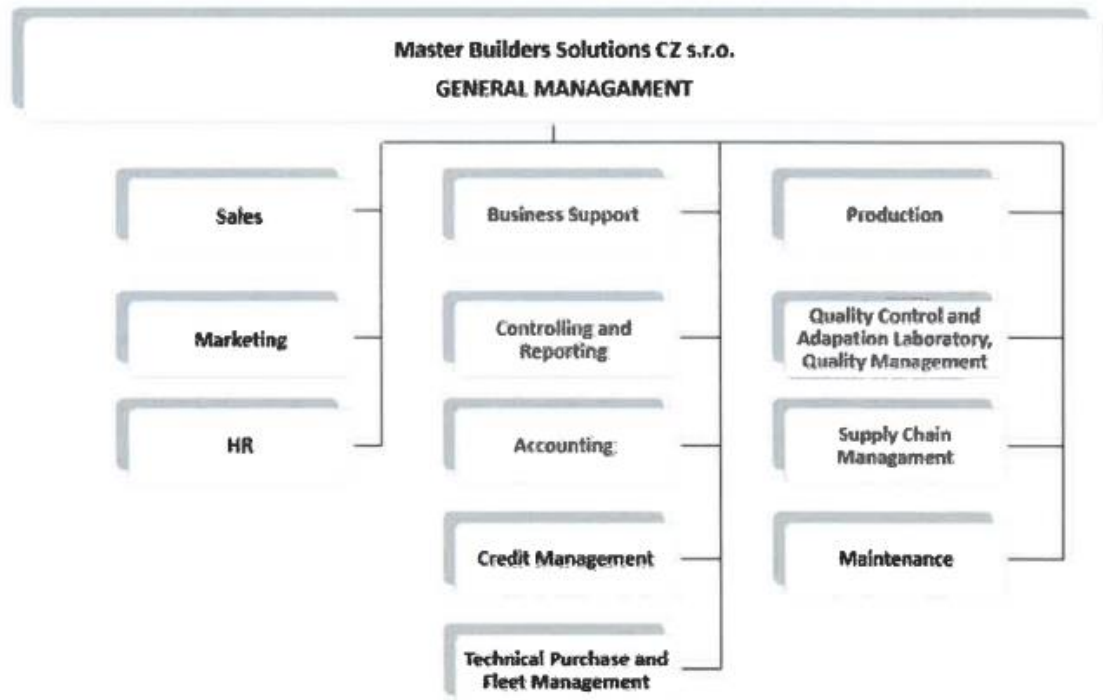 Master Builders Solutions CZ s.r.o.
GENERAL MANAGAMENT
Sales
Marketing
HR
Business Support
Controlling and
Reporting
Accounting
Credit Management
Technical Purchase and
Fleet Management
Production
Quality Control and
Adapation Laboratory,
Quality Management
Supply Chain
Managament
Maintenance